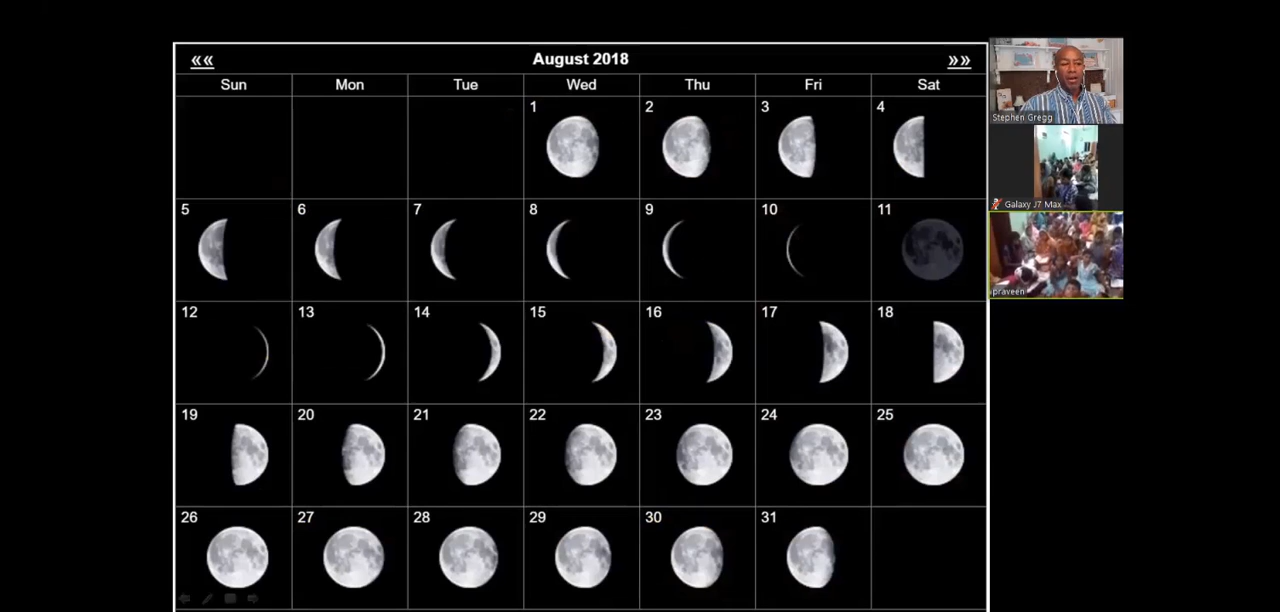 «« August 2018 »»
Sun Mon Tue Wed Thu Fri Sat
1 2 3 4
5 6 7 8 9 10 11
12 13 14 15 16 17 18
19 20 21 22 23 24 25
26 27 28 29 30 31
Stephen Gregg
Galaxy J7 Max
praveen